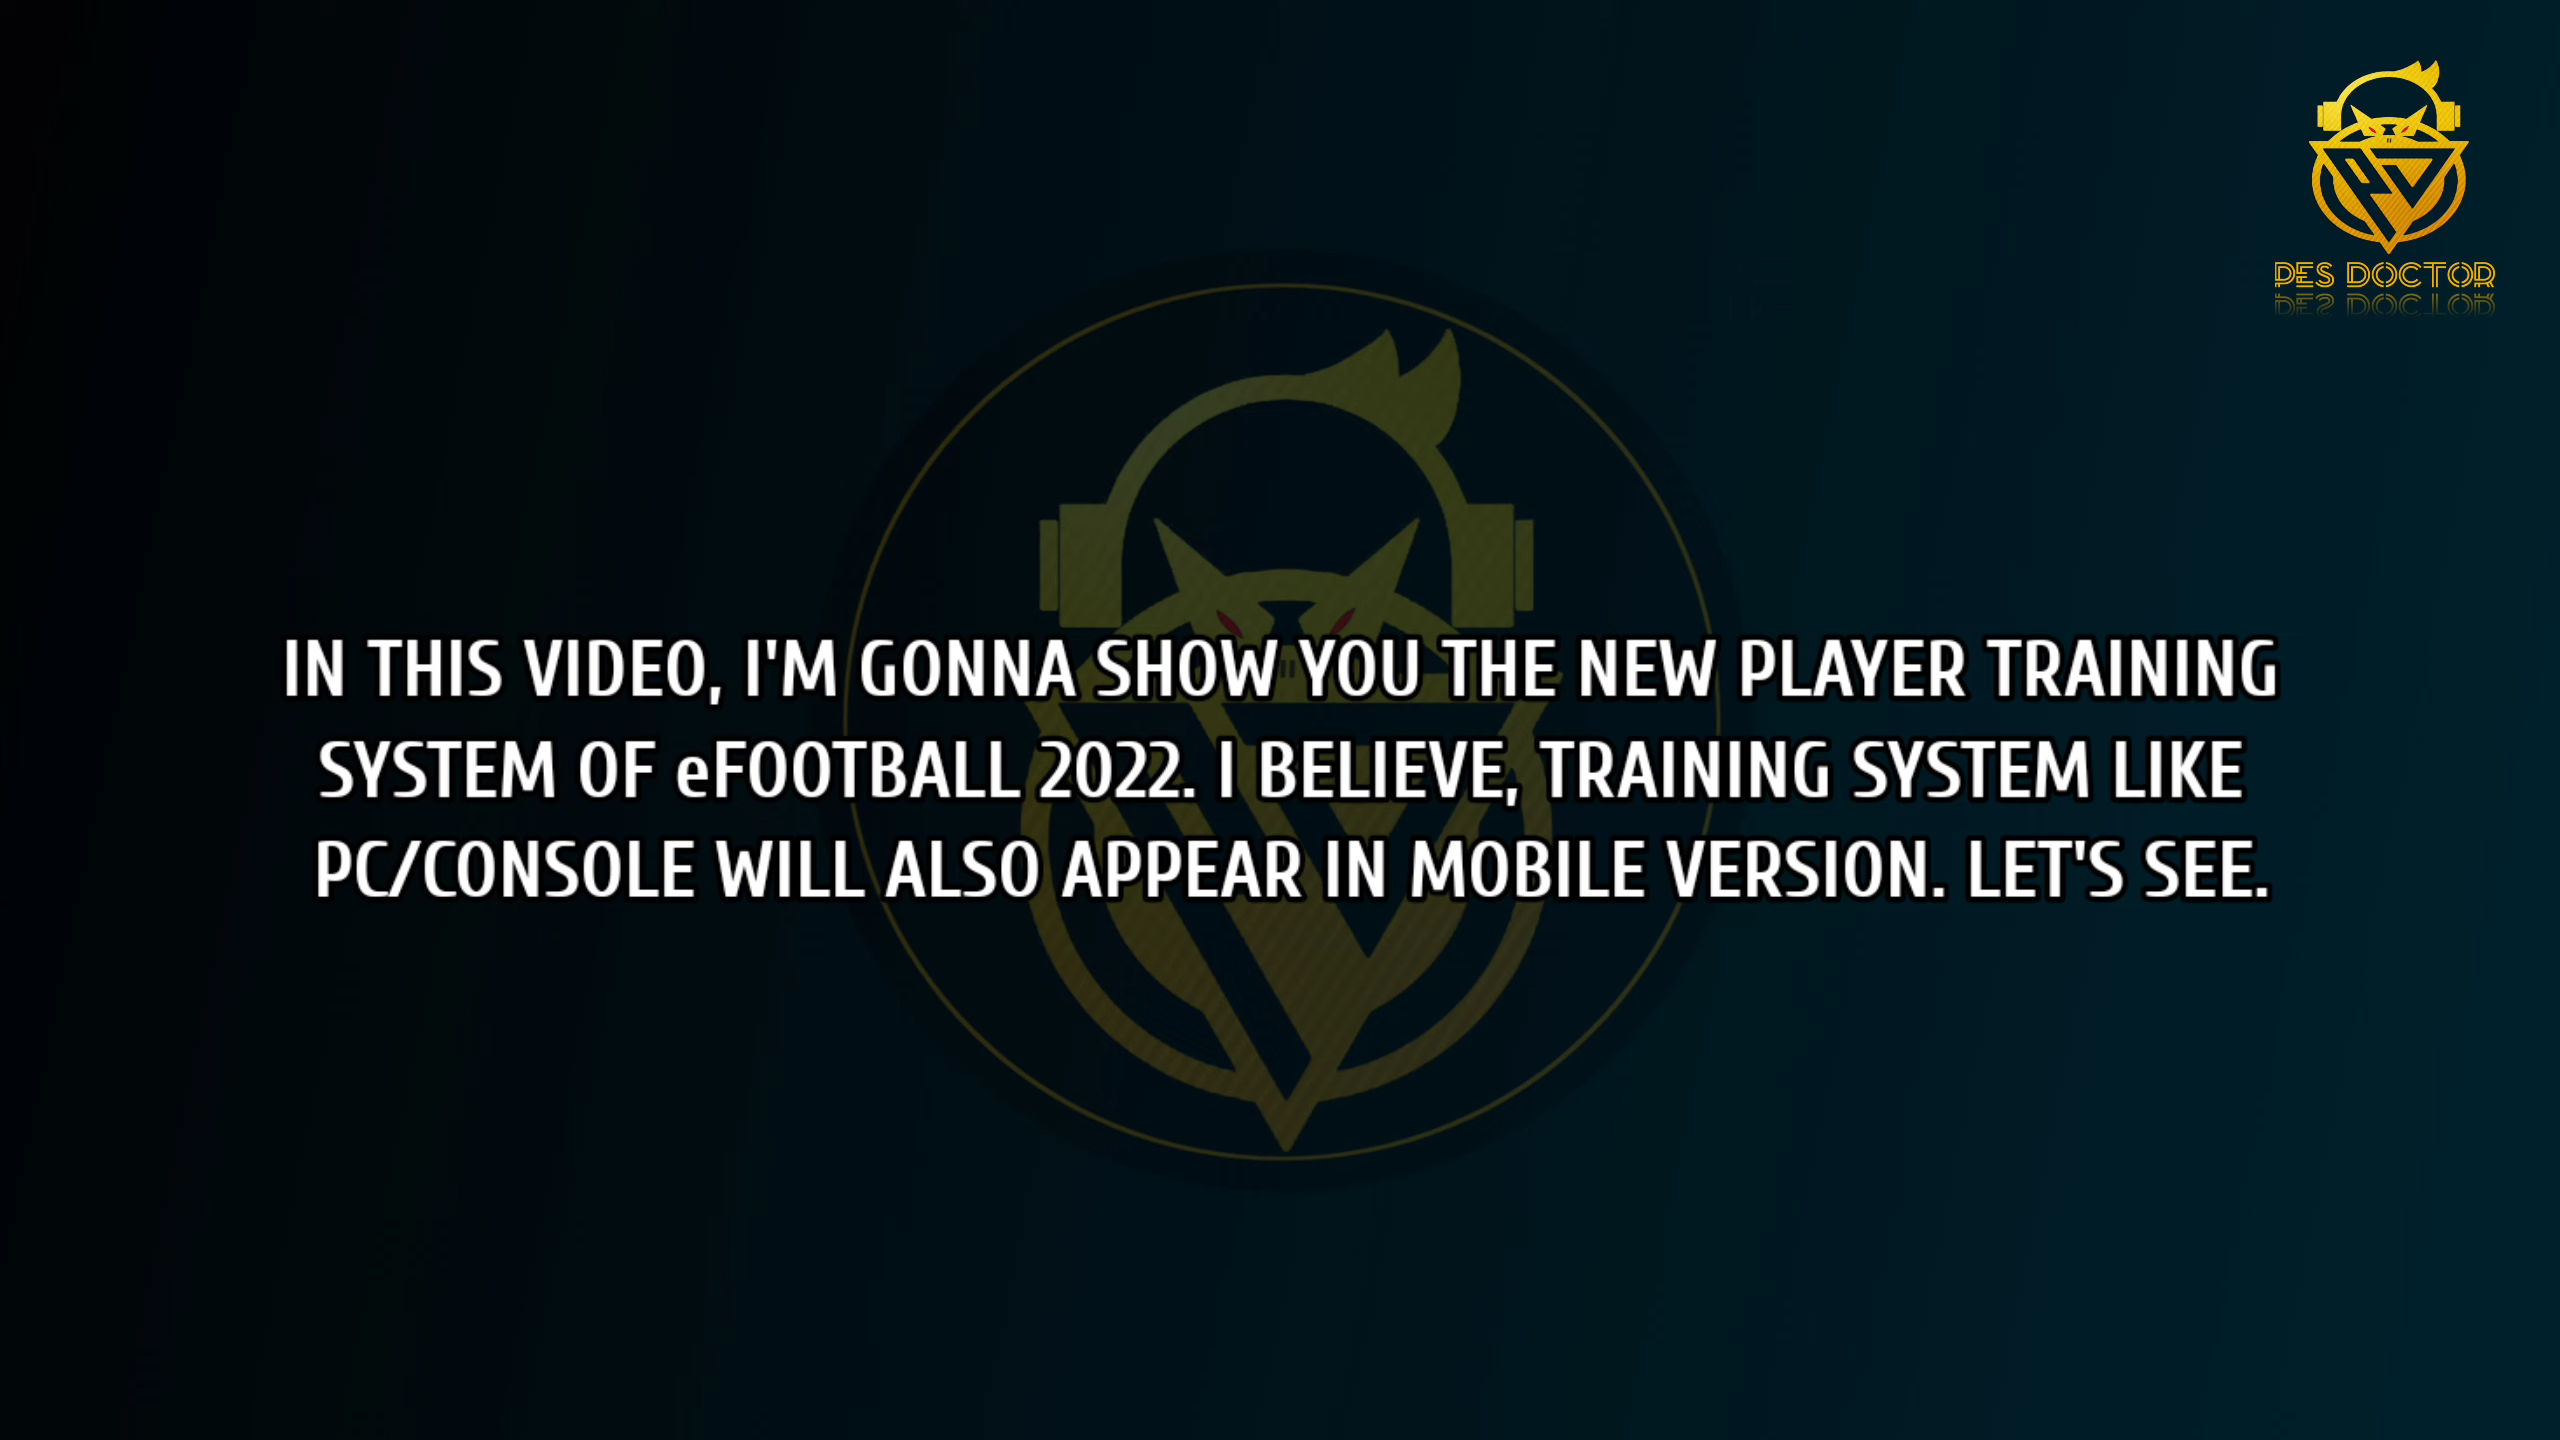 PES DOCTOR
IN THIS VIDEO, I'M GONNA SHOW YOU THE NEW PLAYER TRAINING
SYSTEM OF eFOOTBALL 2022. I BELIEVE, TRAINING SYSTEM LIKE
PC/CONSOLE WILL ALSO APPEAR IN MOBILE VERSION. LET'S SEE.